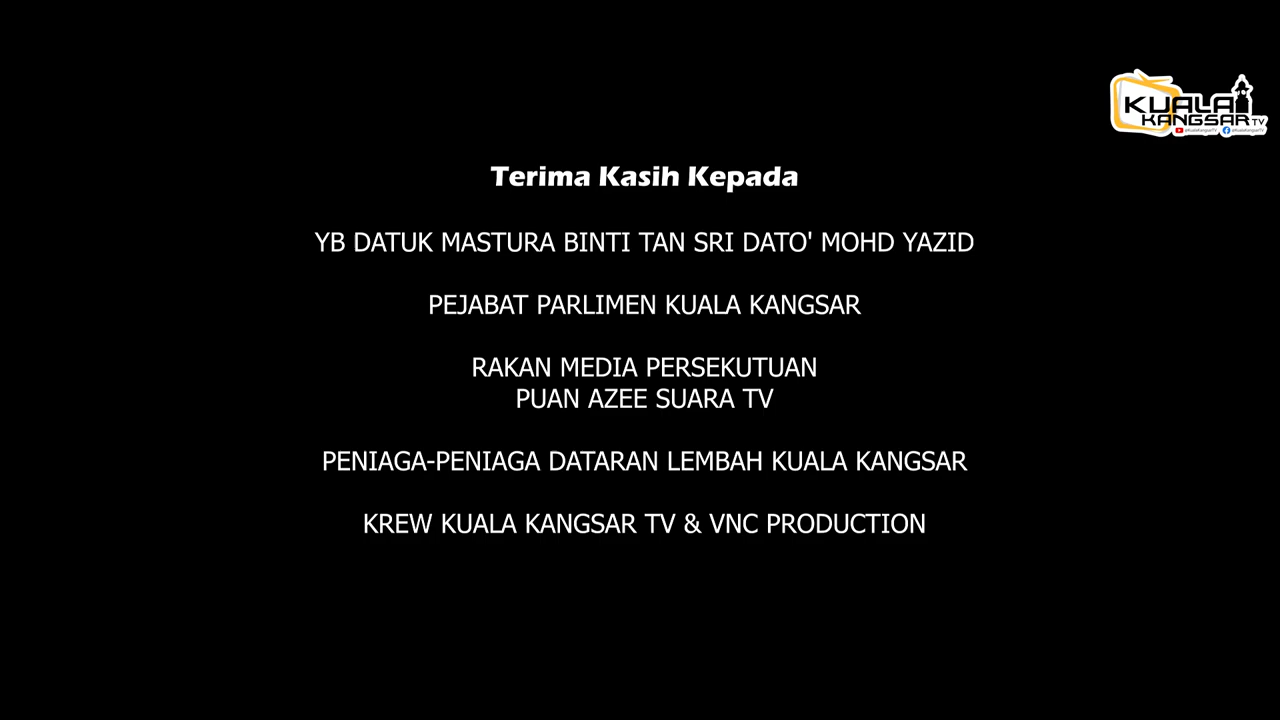 KUALA
KANGSAR TV
@KualaKangsarTV @KualaKangsarTV
Terima Kasih Kepada
YB DATUK MASTURA BINTI TAN SRI DATO' MOHD YAZID
PEJABAT PARLIMEN KUALA KANGSAR
RAKAN MEDIA PERSEKUTUAN
PUAN AZEE SUARA TV
PENIAGA-PENIAGA DATARAN LEMBAH KUALA KANGSAR
KREW KUALA KANGSAR TV & VNC PRODUCTION